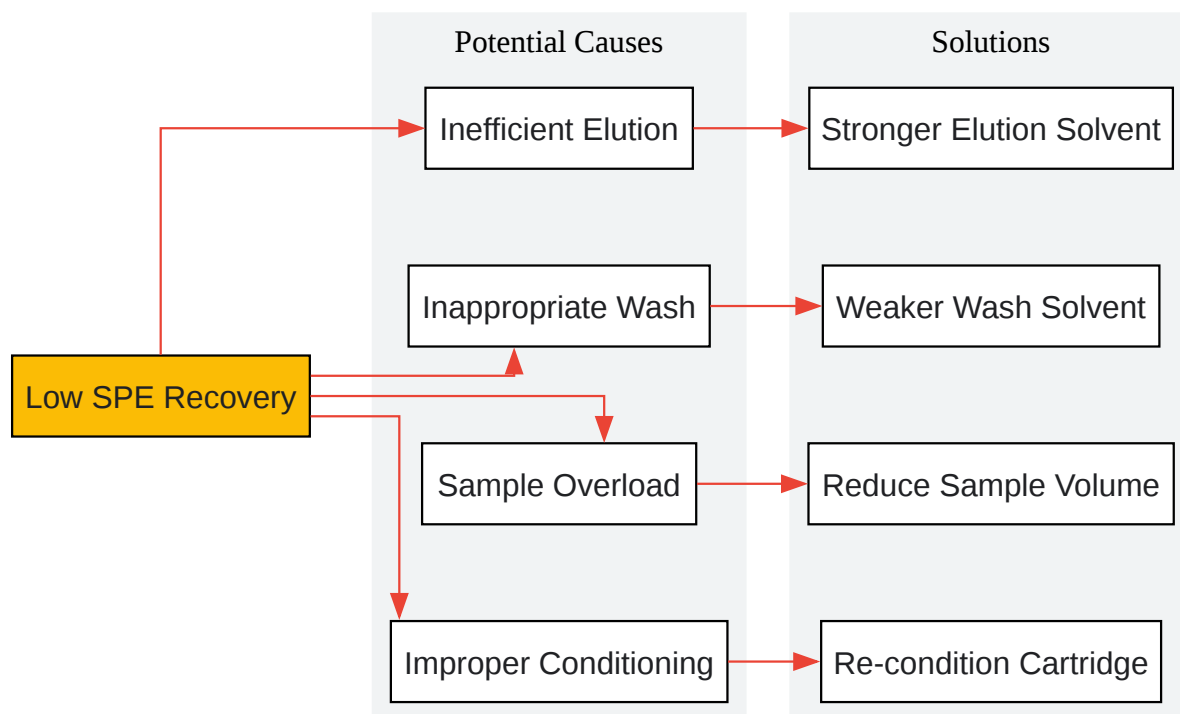 Potential Causes
Solutions
Inefficient Elution
Stronger Elution Solvent
Inappropriate Wash
Weaker Wash Solvent
Low SPE Recovery
Sample Overload
Reduce Sample Volume
Improper Conditioning
Re-condition Cartridge